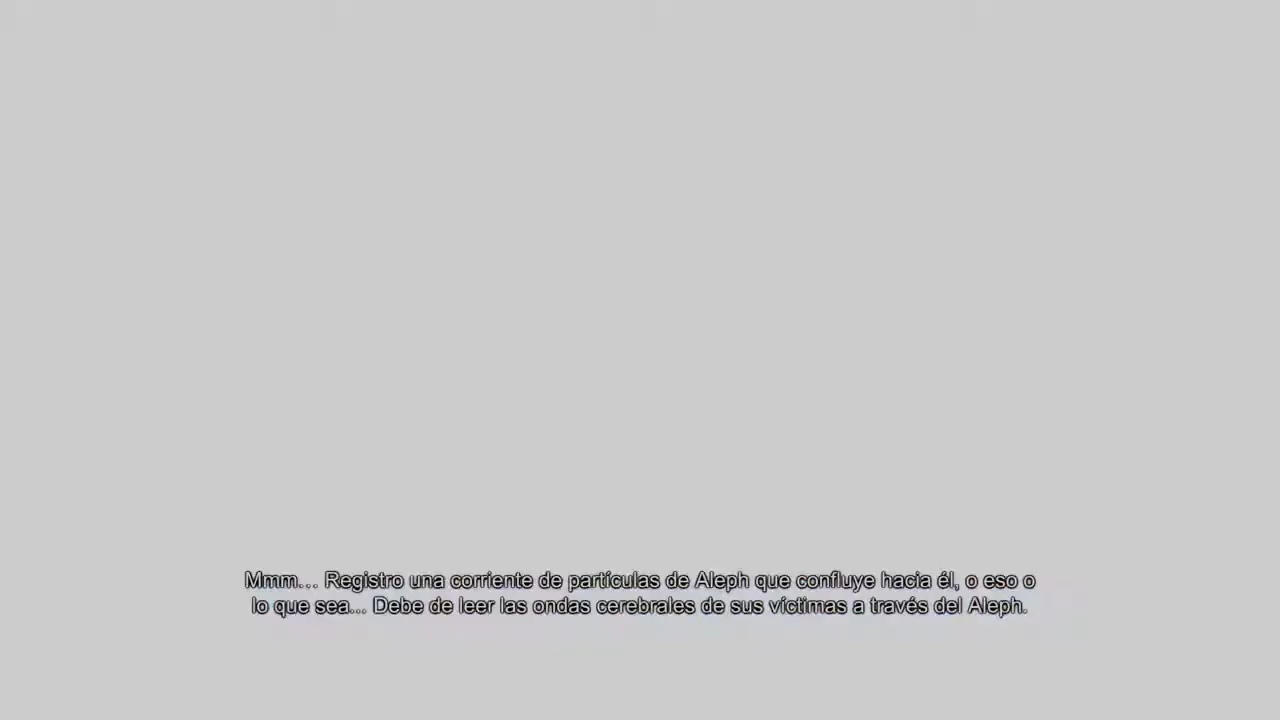 Mmm... Registro una corriente de partículas de Aleph que confluye hacia él, o eso o
lo que sea... Debe de leer las ondas cerebrales de sus víctimas a través del Aleph.